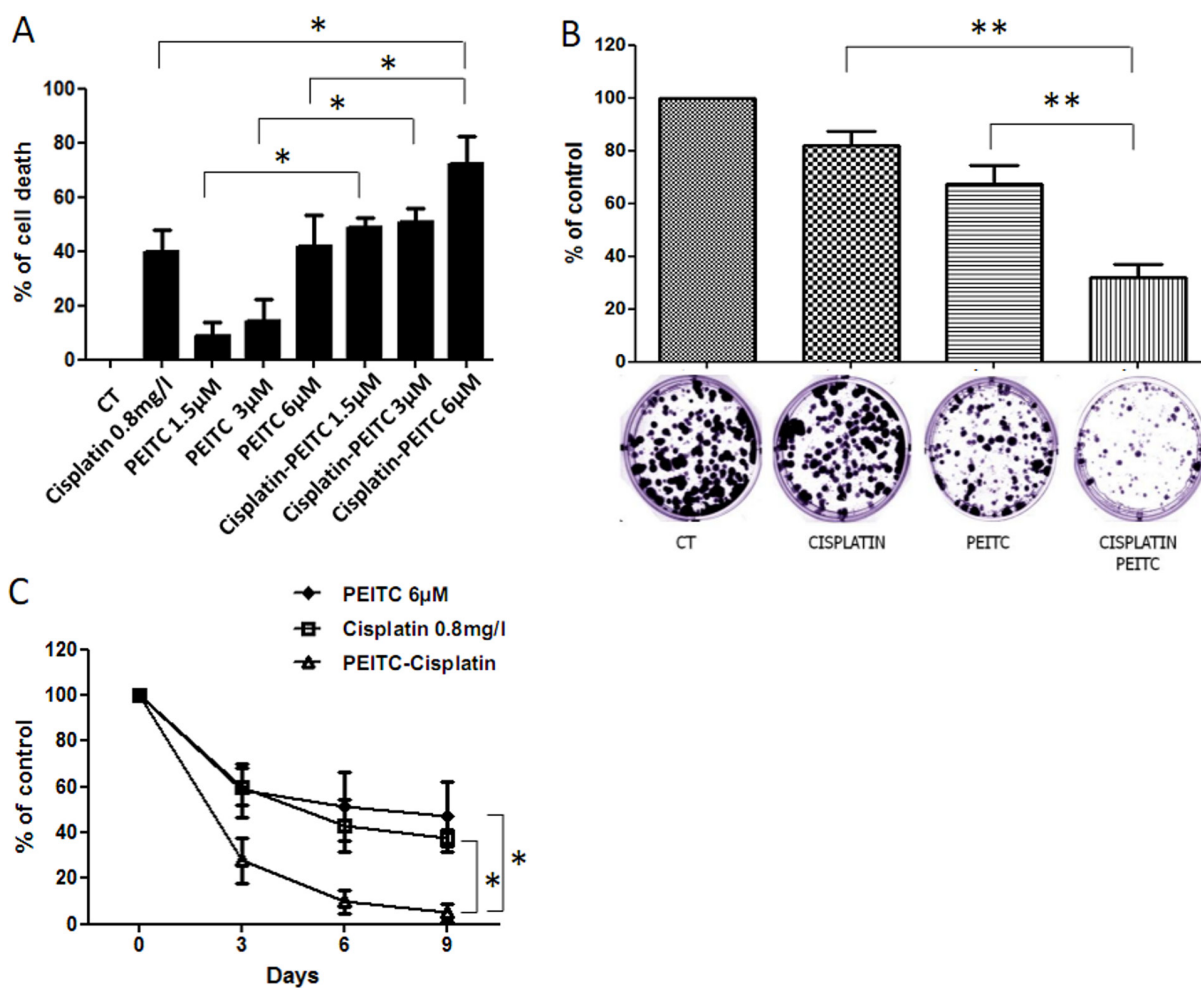 A
*
*
*
*
% of cell death
100
80
60
40
20
0
CT
Cisplatin 0.8mg/l
PEITC 1.5µM
PEITC 3µM
PEITC 6µM
Cisplatin-PEITC 1.5µM
Cisplatin-PEITC 3µM
Cisplatin-PEITC 6µM
B
**
**
% of control
120
100
80
60
40
20
0
CT
CISPLATIN
PEITC
CISPLATIN
PEITC
C
PEITC 6µM
Cisplatin 0.8mg/l
PEITC-Cisplatin
% of control
120
100
80
60
40
20
0
*
*
0 3 6 9
Days